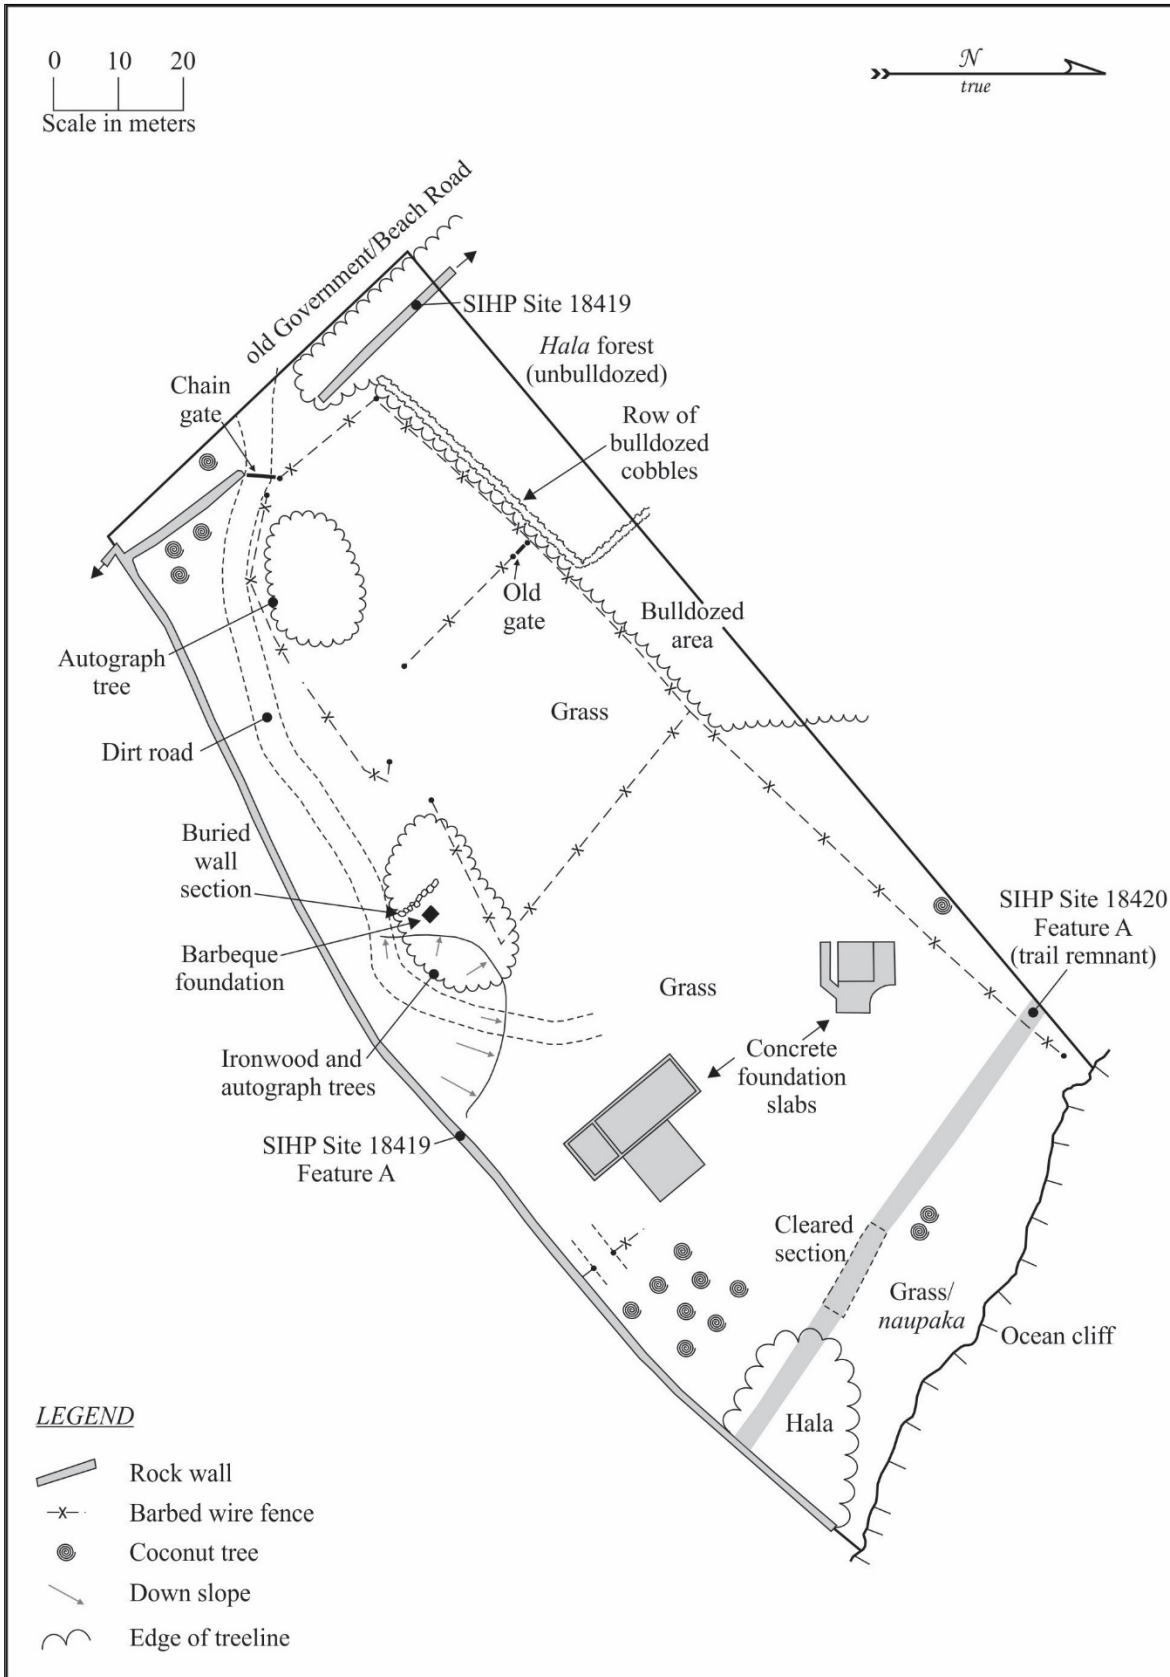 0 10 20
Scale in meters
N
true
old Government/Beach Road
SIHP Site 18419
Hala forest
(unbulldozed)
Chain
gate
Row of
bulldozed
cobbles
Old
gate
Bulldozed
area
Autograph
tree
Grass
Dirt road
Buried
wall
section
SIHP Site 18420
Feature A
(trail remnant)
Barbeque
foundation
Grass
Ironwood and
autograph trees
Concrete
foundation
slabs
SIHP Site 18419
Feature A
Cleared
section
Grass/
naupaka
Ocean cliff
Hala
LEGEND
Rock wall
Barbed wire fence
Coconut tree
Down slope
Edge of treeline